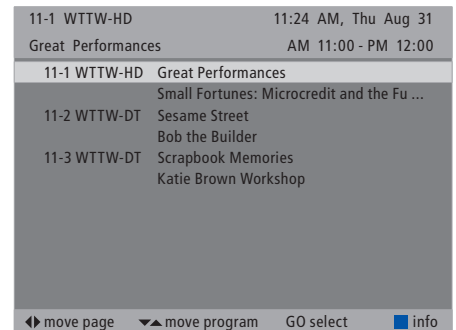 11-1 WTTW-HD 11:24 AM, Thu Aug 31
Great Performances AM 11:00 - PM 12:00
11-1 WTTW-HD Great Performances
Small Fortunes: Microcredit and the Fu ...
11-2 WTTW-DT Sesame Street
Bob the Builder
11-3 WTTW-DT Scrapbook Memories
Katie Brown Workshop
move page move program GO select info